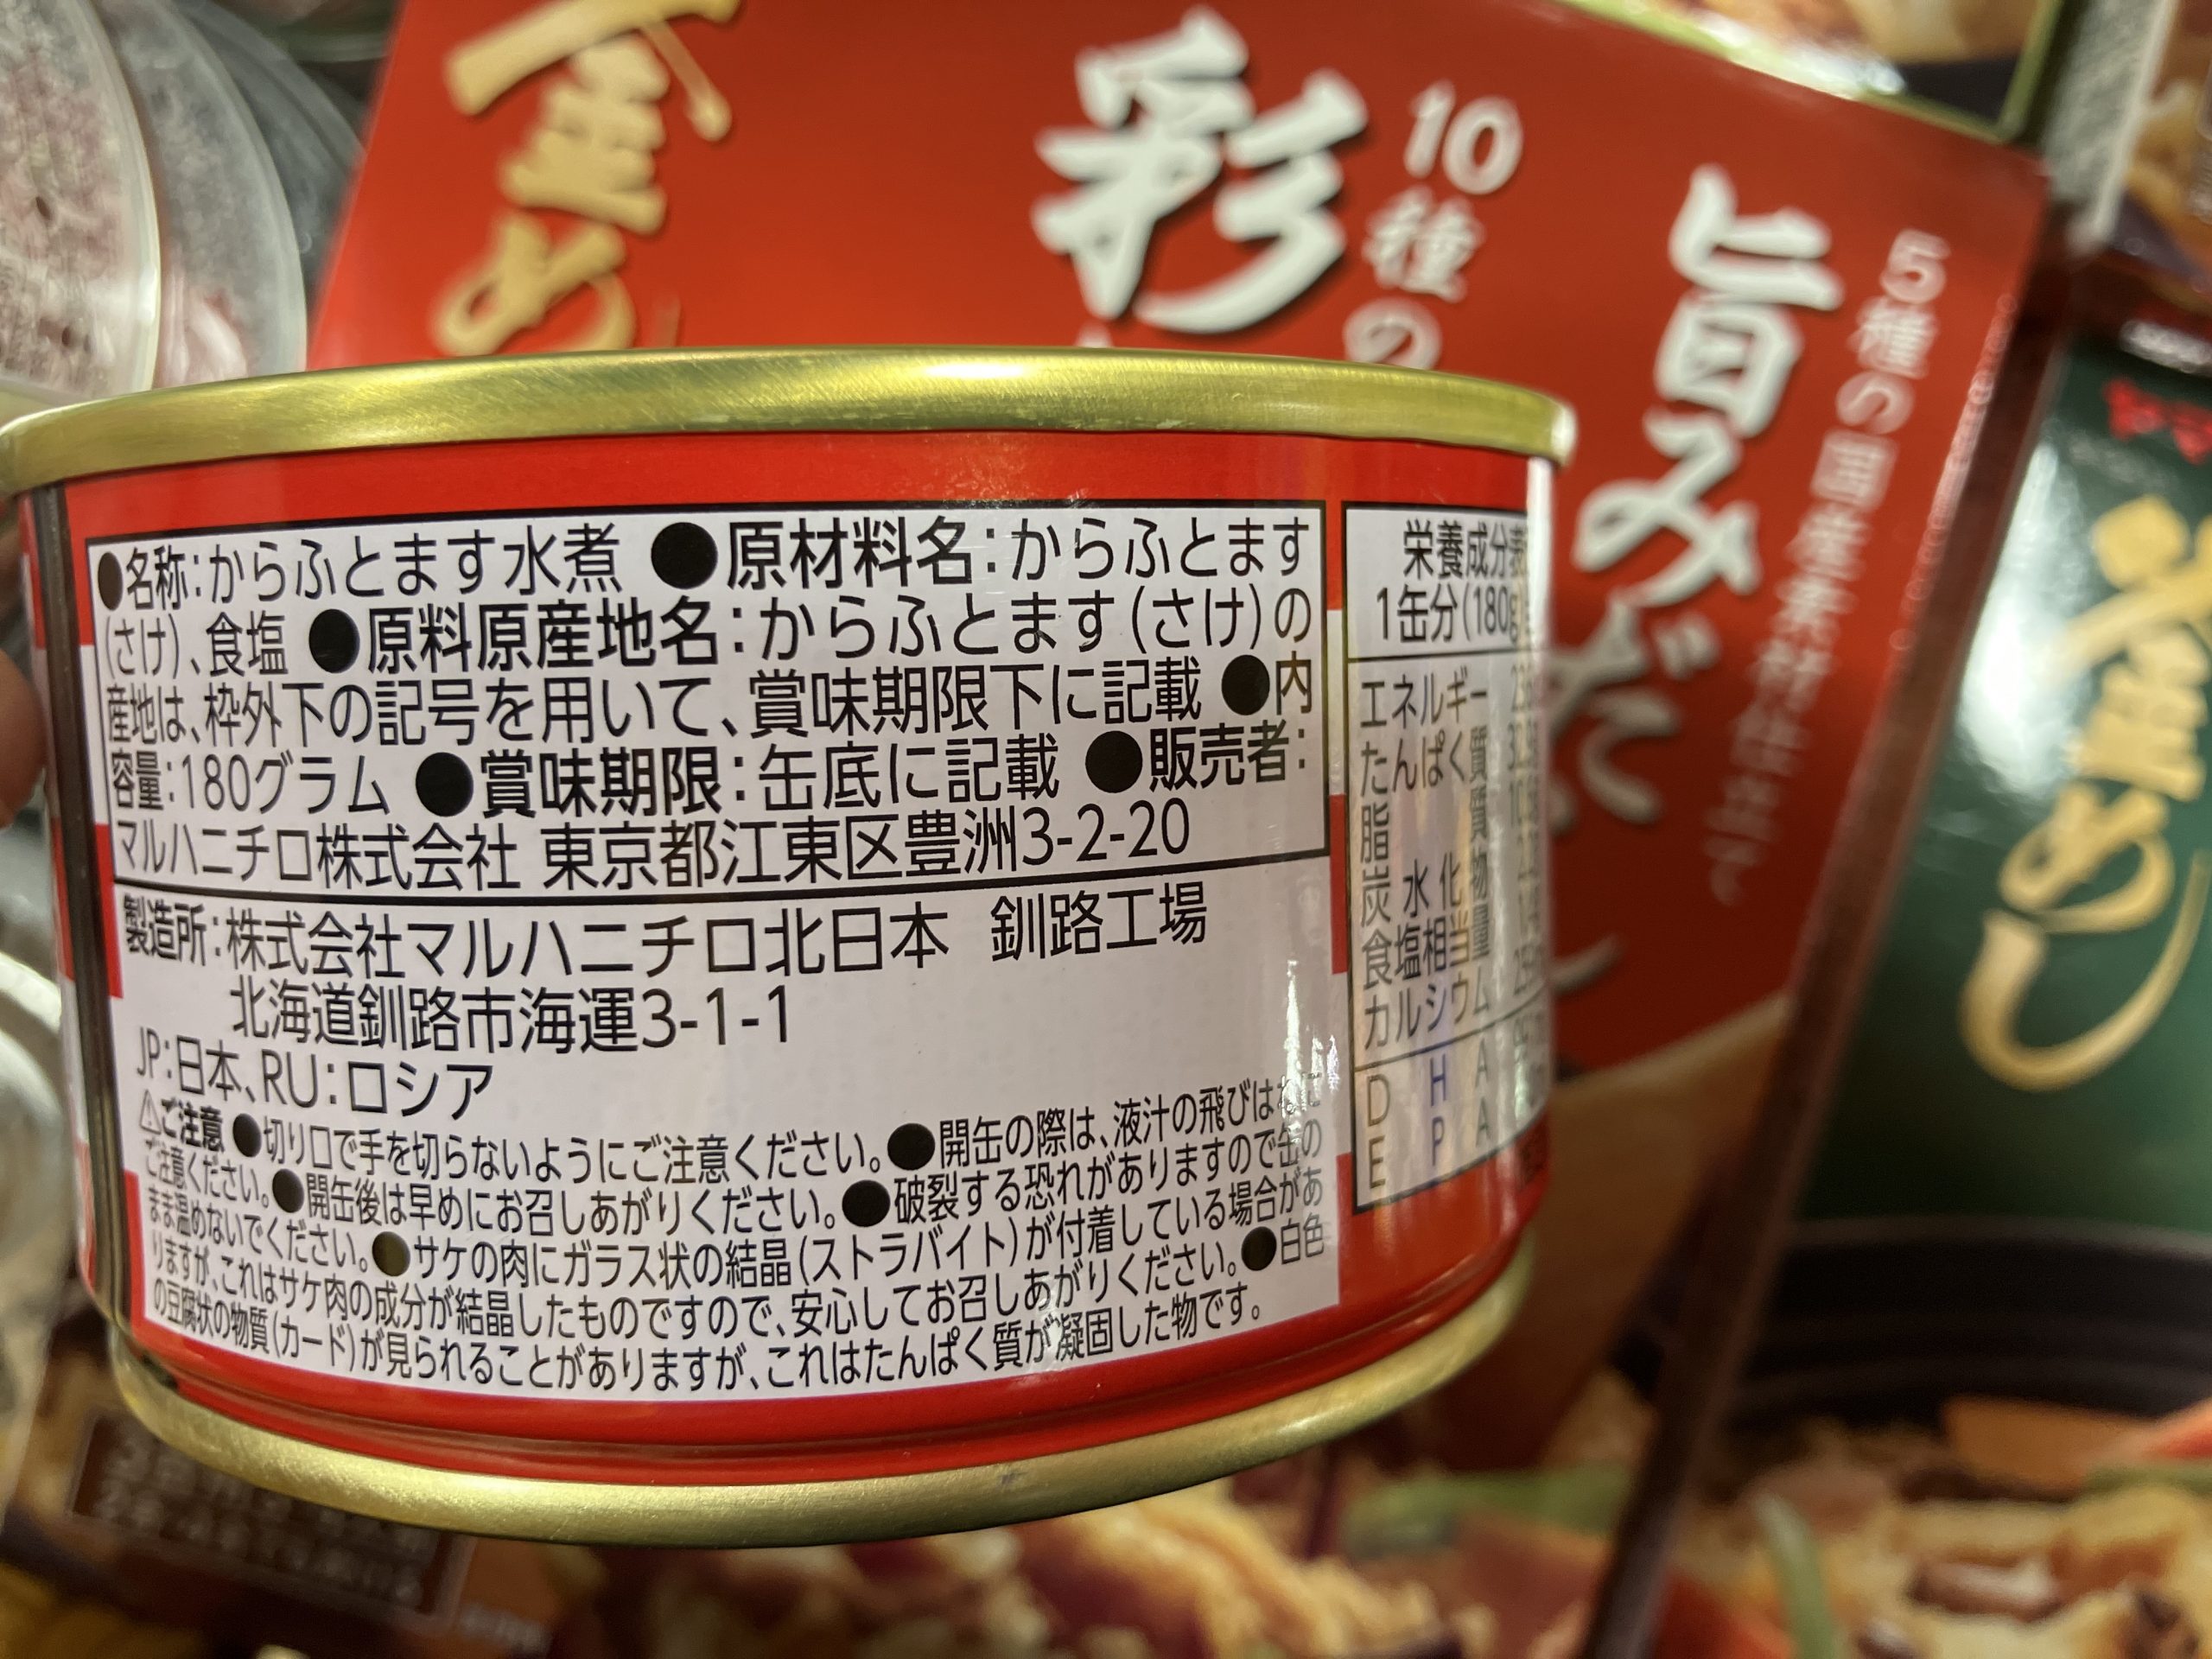 金め
彩
10種の
旨みだし
5種の国産素材仕立て
釜めし
●名称:からふとます水煮 ●原材料名:からふとます
(さけ)、食塩 ●原料原産地名:からふとます(さけ)の
産地は、枠外下の記号を用いて、賞味期限下に記載 ●内
容量:180グラム ●賞味期限:缶底に記載 ●販売者:
マルハニチロ株式会社 東京都江東区豊洲3-2-20
製造所:株式会社マルハニチロ北日本 釧路工場
北海道釧路市海運3-1-1
JP:日本、RU:ロシア
⚠ご注意 ●切り口で手を切らないようにご注意ください。●開缶の際は、液汁の飛びはねに
ご注意ください。●開缶後は早めにお召しあがりください。●破裂する恐れがありますので缶の
まま温めないでください。●サケの肉にガラス状の結晶(ストラバイト)が付着している場合があ
りますが、これはサケ肉の成分が結晶したものですので、安心してお召しあがりください。●白色
の豆腐状の物質(カード)が見られることがありますが、これはたんぱく質が凝固した物です。
栄養成分表
1缶分(180g
エネルギー
たんぱく質
脂質
炭水化物
食塩相当量
カルシウム
DHA
EPA